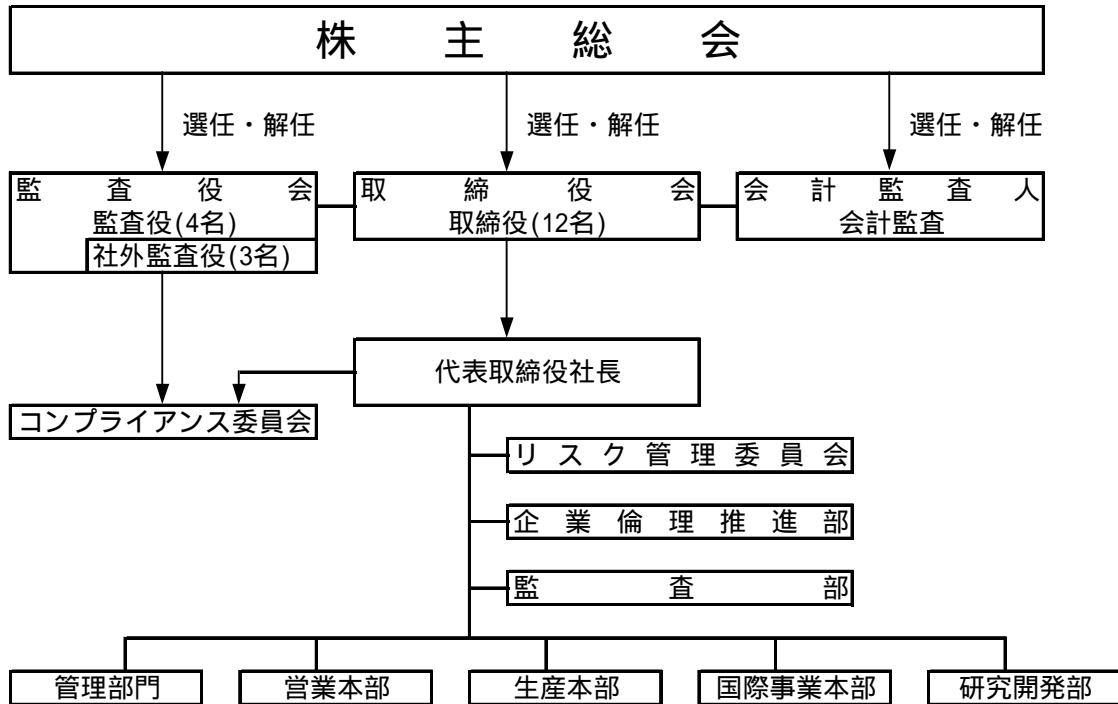 株主総会
選任・解任
選任・解任
選任・解任
監査役会
監査役(4名)
社外監査役(3名)
取締役会
取締役(12名)
会計監査人
会計監査
代表取締役社長
コンプライアンス委員会
リスク管理委員会
企業倫理推進部
監査部
管理部門
営業本部
生産本部
国際事業本部
研究開発部